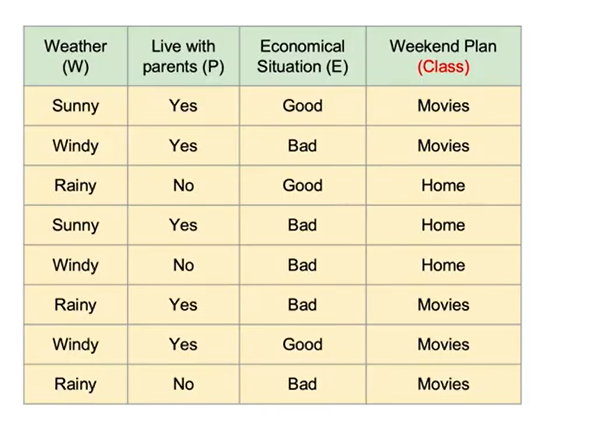 Weather (W) Live with parents (P) Economical Situation (E) Weekend Plan (Class)
Sunny Yes Good Movies
Windy Yes Bad Movies
Rainy No Good Home
Sunny Yes Bad Home
Windy No Bad Home
Rainy Yes Bad Movies
Windy Yes Good Movies
Rainy No Bad Movies